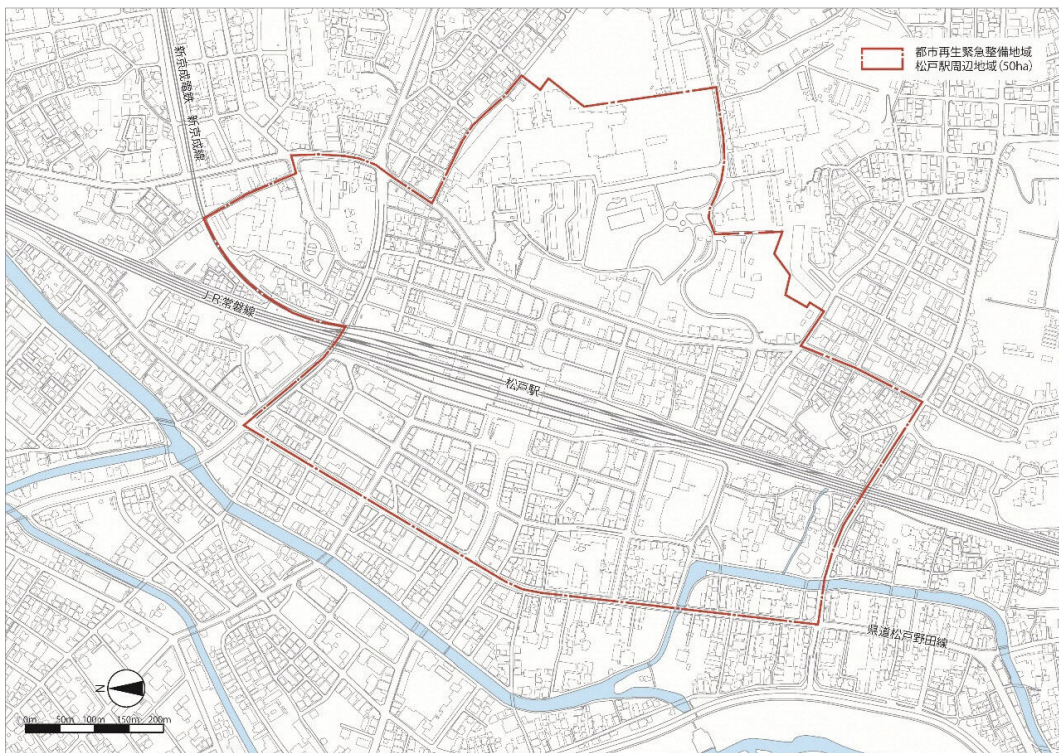 都市再生緊急整備地域
松戸駅周辺地域(50ha)
新京成電鉄 新京成線
J R 常磐線
松戸駅
県道松戸野田線
N
0m 50m 100m 150m 200m